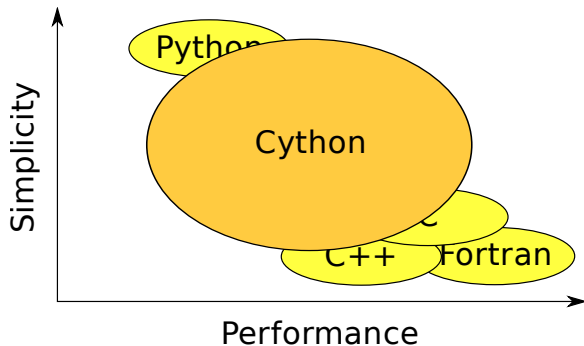 Python
Cython
C
C++
Fortran
Simplicity
Performance